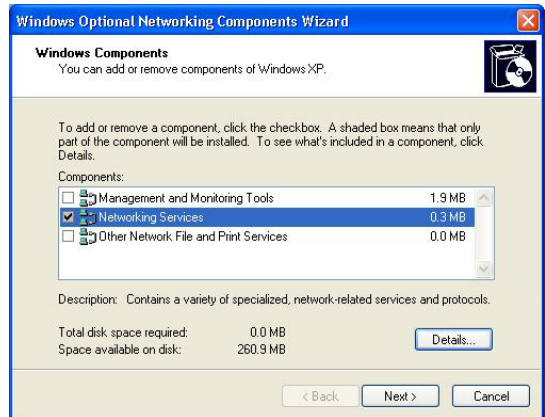 Windows Optional Networking Components Wizard
Windows Components
You can add or remove components of Windows XP.
To add or remove a component, click the checkbox. A shaded box means that only
part of the component will be installed. To see what's included in a component, click
Details.
Components:
Management and Monitoring Tools 1.9 MB
Networking Services 0.3 MB
Other Network File and Print Services 0.0 MB
Description: Contains a variety of specialized, network-related services and protocols.
Total disk space required: 0.0 MB
Space available on disk: 260.9 MB
Details...
< Back Next > Cancel